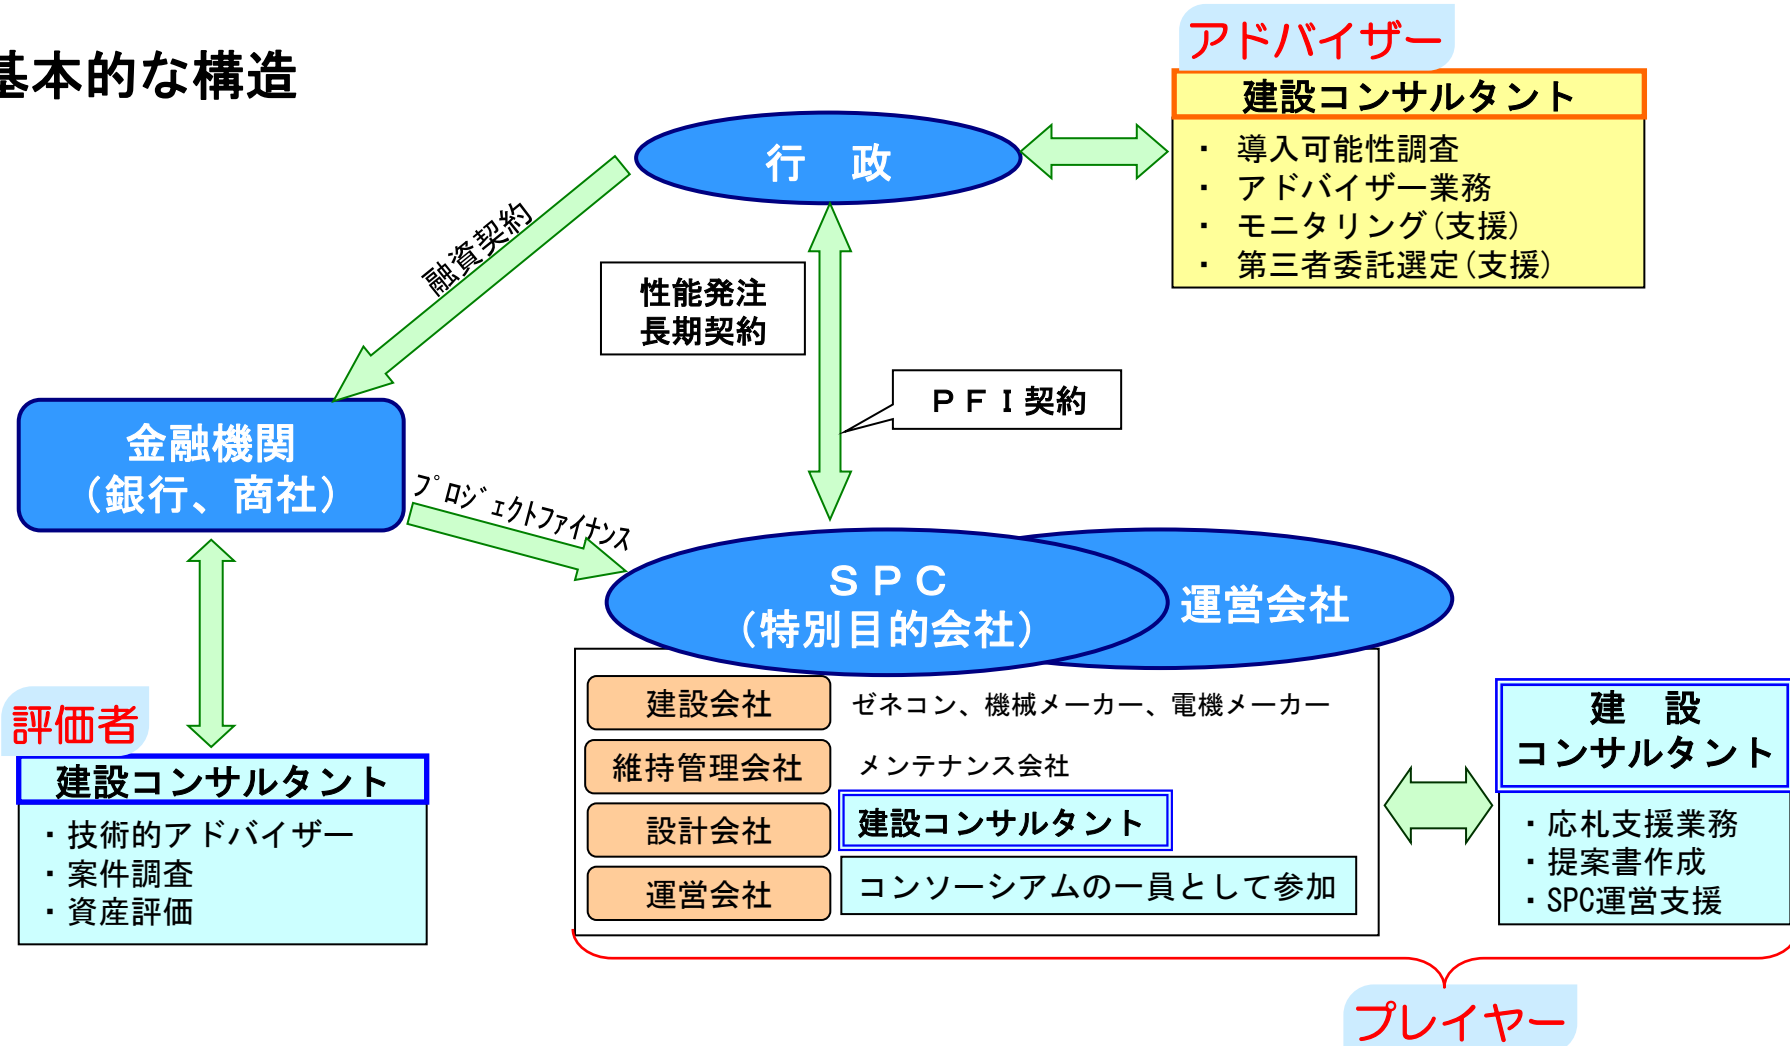 基本的な構造
アドバイザー
建設コンサルタント
・ 導入可能性調査
・ アドバイザー業務
・ モニタリング(支援)
・ 第三者委託選定(支援)
行 政
融資契約
性能発注
長期契約
PFI契約
金融機関
(銀行、商社)
プロジェクトファイナンス
SPC
(特別目的会社)
運営会社
評価者
建設コンサルタント
・技術的アドバイザー
・案件調査
・資産評価
建設会社 ゼネコン、機械メーカー、電機メーカー
維持管理会社 メンテナンス会社
設計会社 建設コンサルタント
運営会社 コンソーシアムの一員として参加
建 設
コンサルタント
・応札支援業務
・提案書作成
・SPC運営支援
プレイヤー